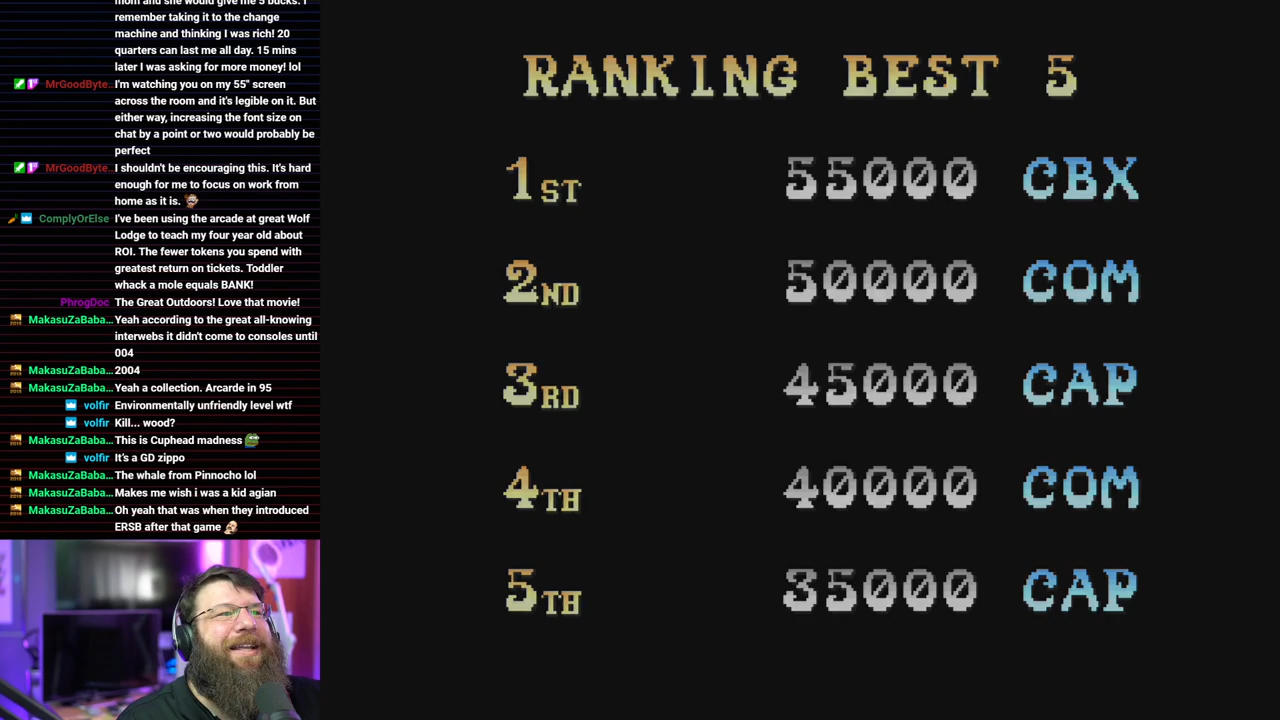 mom and she would give me 5 bucks. I
remember taking it to the change
machine and thinking I was rich! 20
quarters can last me all day. 15 mins
later I was asking for more money! lol
MrGoodByte... I'm watching you on my 55" screen
across the room and it's legible on it. But
either way, increasing the font size on
chat by a point or two would probably be
perfect
MrGoodByte... I shouldn't be encouraging this. It's hard
enough for me to focus on work from
home as it is.
ComplyOrElse I've been using the arcade at great Wolf
Lodge to teach my four year old about
ROI. The fewer tokens you spend with
greatest return on tickets. Toddler
whack a mole equals BANK!
PhrogDoc The Great Outdoors! Love that movie!
MakasuZaBaba... Yeah according to the great all-knowing
interwebs it didn't come to consoles until
004
MakasuZaBaba... 2004
MakasuZaBaba... Yeah a collection. Arcarde in 95
volfir Environmentally unfriendly level wtf
volfir Kill... wood?
MakasuZaBaba... This is Cuphead madness
volfir It's a GD zippo
MakasuZaBaba... The whale from Pinnocho lol
MakasuZaBaba... Makes me wish i was a kid agian
MakasuZaBaba... Oh yeah that was when they introduced
ERSB after that game
RANKING BEST 5
1ST 55000 CBX
2ND 50000 COM
3RD 45000 CAP
4TH 40000 COM
5TH 35000 CAP